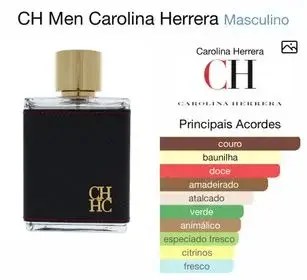 CH Men Carolina Herrera Masculino
Carolina Herrera
CH
CAROLINA HERRERA
Principais Acordes
couro
baunilha
doce
amadeirado
atalcado
verde
animálico
especiado fresco
citrinos
fresco
CH
HC